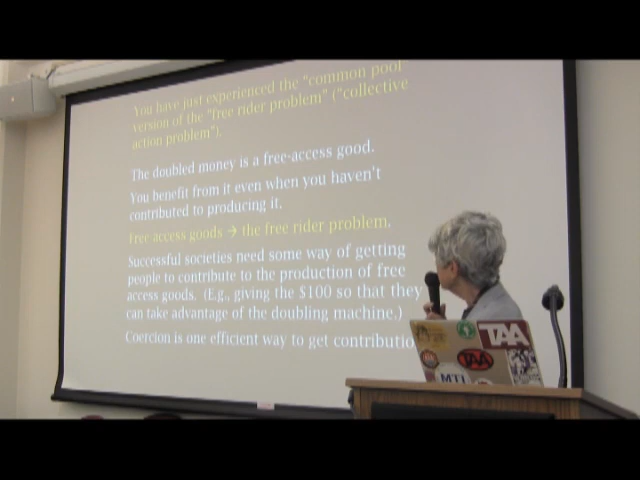 You have just experienced the "common pool
version of the "free rider problem" ("collective
action problem").
The doubled money is a free-access good.
You benefit from it even when you haven't
contributed to producing it.
Free-access goods → the free rider problem.
Successful societies need some way of getting
people to contribute to the production of free
access goods. (E.g., giving the $100 so that they
can take advantage of the doubling machine.)
Coercion is one efficient way to get contributio
TAA
TAA
MTI